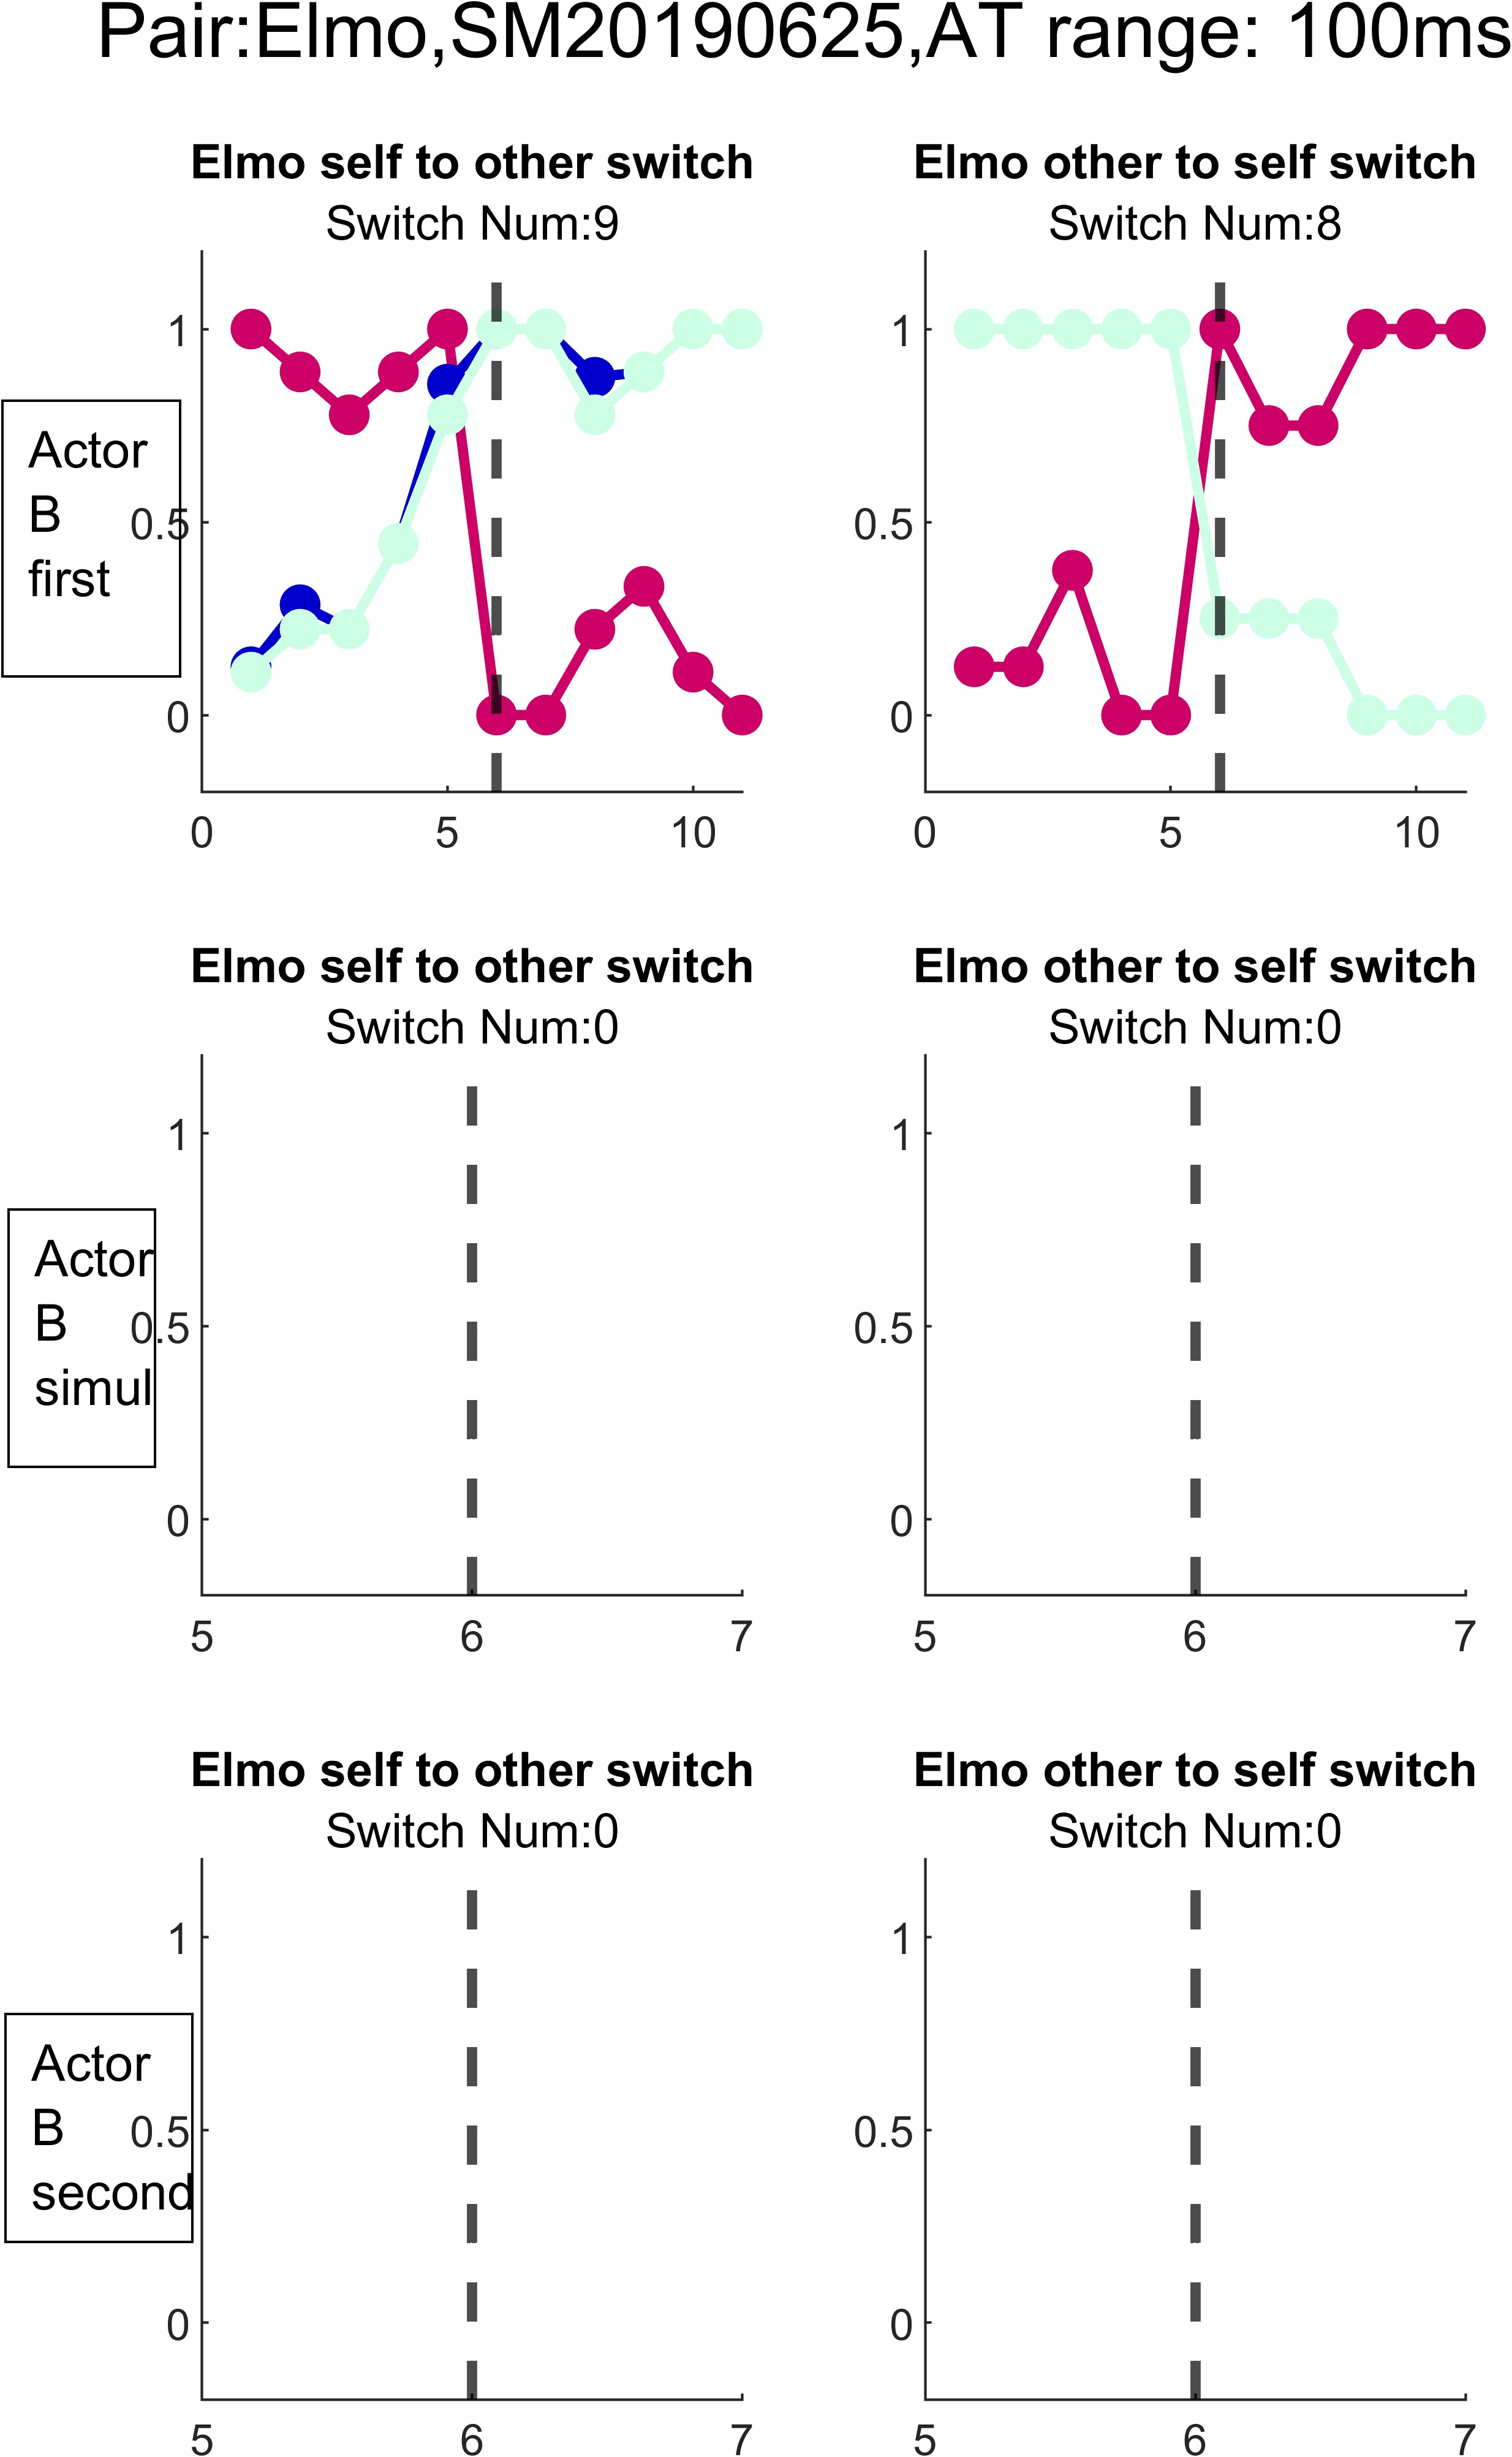 Pair:Elmo,SM20190625,AT range: 100ms
Elmo self to other switch
Switch Num:9
Elmo other to self switch
Switch Num:8
Actor
B
first
1
0.5
0
0
5
10
1
0.5
0
0
5
10
Elmo self to other switch
Switch Num:0
Elmo other to self switch
Switch Num:0
Actor
B
simul
1
0.5
0
5
6
7
1
0.5
0
5
6
7
Elmo self to other switch
Switch Num:0
Elmo other to self switch
Switch Num:0
Actor
B
second
1
0.5
0
5
6
7
1
0.5
0
5
6
7